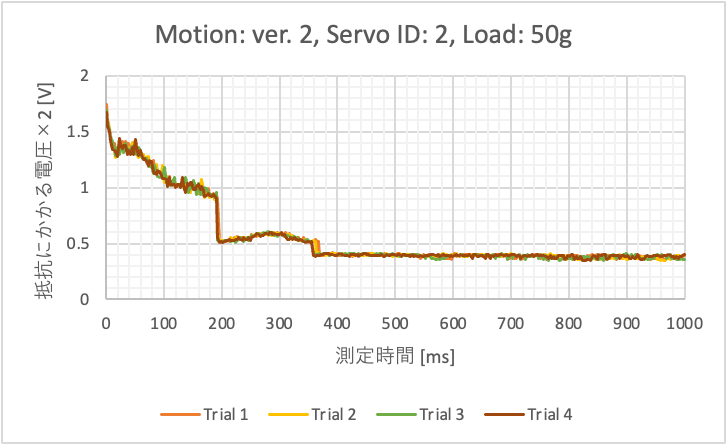 Motion: ver. 2, Servo ID: 2, Load: 50g
抵抗にかかる電圧×2 [V]
2
1.5
1
0.5
0
0 100 200 300 400 500 600 700 800 900 1000
測定時間 [ms]
Trial 1 Trial 2 Trial 3 Trial 4